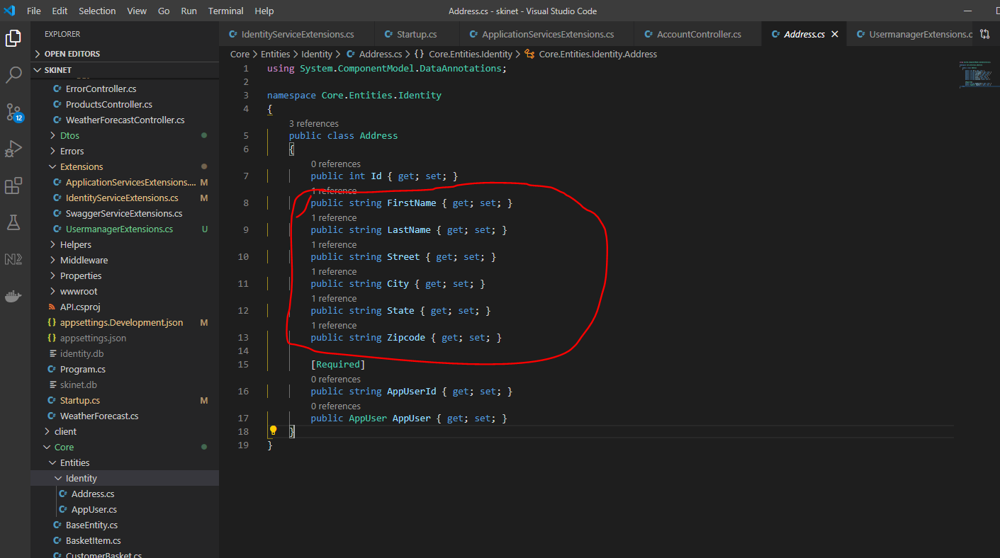 File Edit Selection View Go Run Terminal Help
Address.cs - skinet - Visual Studio Code
EXPLORER
OPEN EDITORS
SKINET
ErrorController.cs
ProductsController.cs
WeatherForecastController.cs
Dtos
Errors
Extensions
ApplicationServicesExtensions.... M
IdentityServiceExtensions.cs M
SwaggerServiceExtensions.cs
UsermanagerExtensions.cs U
Helpers
Middleware
Properties
wwwroot
API.csproj
appsettings.Development.json M
appsettings.json
identity.db
Program.cs
skinet.db
Startup.cs M
WeatherForecast.cs
client
Core
Entities
Identity
Address.cs
AppUser.cs
BaseEntity.cs
BasketItem.cs
CustomerBasket.cs
12
IdentityServiceExtensions.cs Startup.cs ApplicationServicesExtensions.cs AccountController.cs Address.cs UsermanagerExtensions.c
Core > Entities > Identity > Address.cs > {} Core.Entities.Identity > Core.Entities.Identity.Address
1 using System.ComponentModel.DataAnnotations;
2
3 namespace Core.Entities.Identity
4 {
3 references
5 public class Address
6 {
0 references
7 public int Id { get; set; }
1 reference
8 public string FirstName { get; set; }
1 reference
9 public string LastName { get; set; }
1 reference
10 public string Street { get; set; }
1 reference
11 public string City { get; set; }
1 reference
12 public string State { get; set; }
1 reference
13 public string Zipcode { get; set; }
14
15 [Required]
0 references
16 public string AppUserId { get; set; }
0 references
17 public AppUser AppUser { get; set; }
18 }
19 }